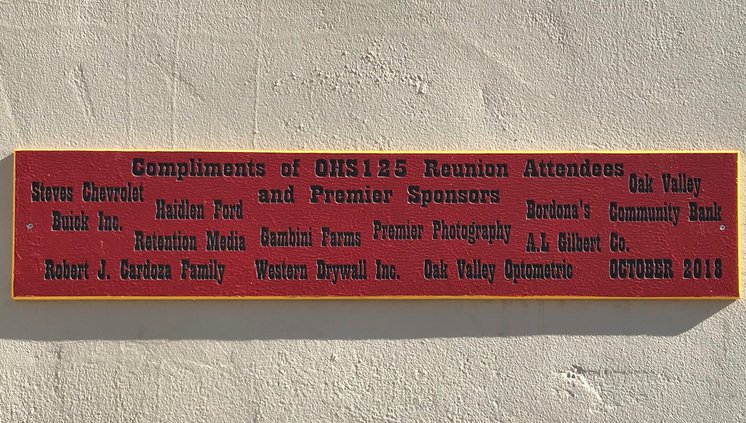 Compliments of OHS125 Reunion Attendees
and Premier Sponsors
Steves Chevrolet
Buick Inc.
Haidlen Ford
Retention Media
Gambini Farms
Premier Photography
Bordona's
A.L Gilbert Co.
Oak Valley
Community Bank
Robert J. Cardoza Family
Western Drywall Inc.
Oak Valley Optometric
OCTOBER 2018